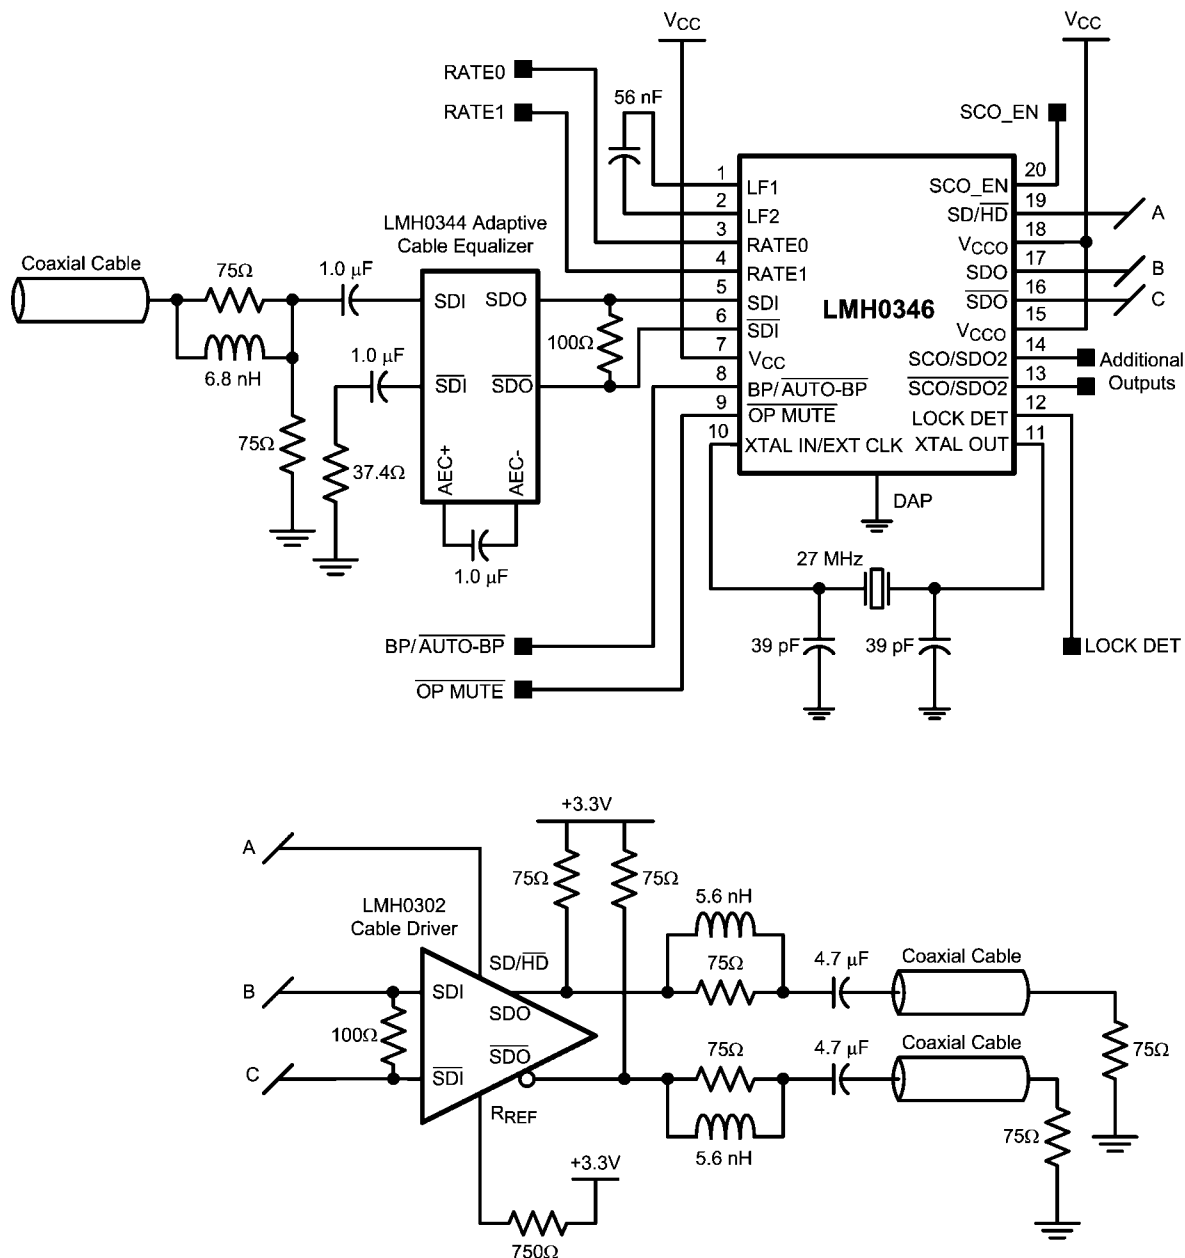 VCC
VCC
RATE0
RATE1
56 nF
SCO_EN
LMH0344 Adaptive
Cable Equalizer
Coaxial Cable
75Ω
6.8 nH
75Ω
1.0 μF
1.0 μF
37.4Ω
SDI
SDO
SDI
SDO
AEC+
AEC-
1.0 μF
100Ω
1
2
3
4
5
6
7
8
9
10
LF1
LF2
RATE0
RATE1
SDI
SDI
VCC
BP/AUTO-BP
OP MUTE
XTAL IN/EXT CLK
LMH0346
SCO_EN
SD/HD
VCCO
SDO
SDO
VCCO
SCO/SDO2
SCO/SDO2
LOCK DET
XTAL OUT
20
19
18
17
16
15
14
13
12
11
A
B
C
Additional
Outputs
DAP
27 MHz
39 pF
39 pF
BP/AUTO-BP
OP MUTE
LOCK DET
+3.3V
A
75Ω
75Ω
LMH0302
Cable Driver
5.6 nH
SD/HD
75Ω
4.7 μF
Coaxial Cable
B
SDI
SDO
100Ω
SDO
75Ω
4.7 μF
Coaxial Cable
75Ω
C
SDI
RREF
5.6 nH
75Ω
+3.3V
750Ω